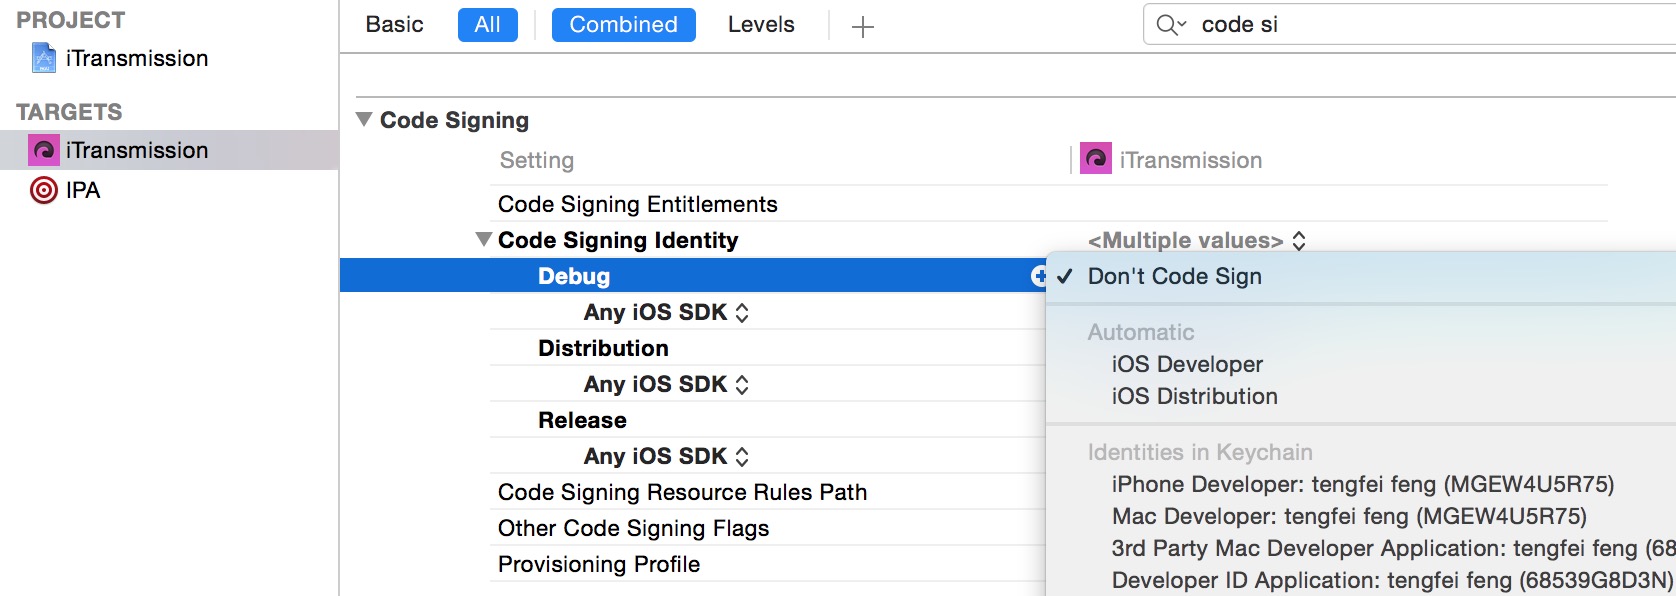 PROJECT
iTransmission
TARGETS
iTransmission
IPA
Basic All Combined Levels
code si
Code Signing
Setting iTransmission
Code Signing Entitlements
Code Signing Identity <Multiple values>
Debug Don't Code Sign
Any iOS SDK
Distribution
Any iOS SDK
Release
Any iOS SDK
Code Signing Resource Rules Path
Other Code Signing Flags
Provisioning Profile
Automatic
iOS Developer
iOS Distribution
Identities in Keychain
iPhone Developer: tengfei feng (MGEW4U5R75)
Mac Developer: tengfei feng (MGEW4U5R75)
3rd Party Mac Developer Application: tengfei feng (68
Developer ID Application: tengfei feng (68539G8D3N)